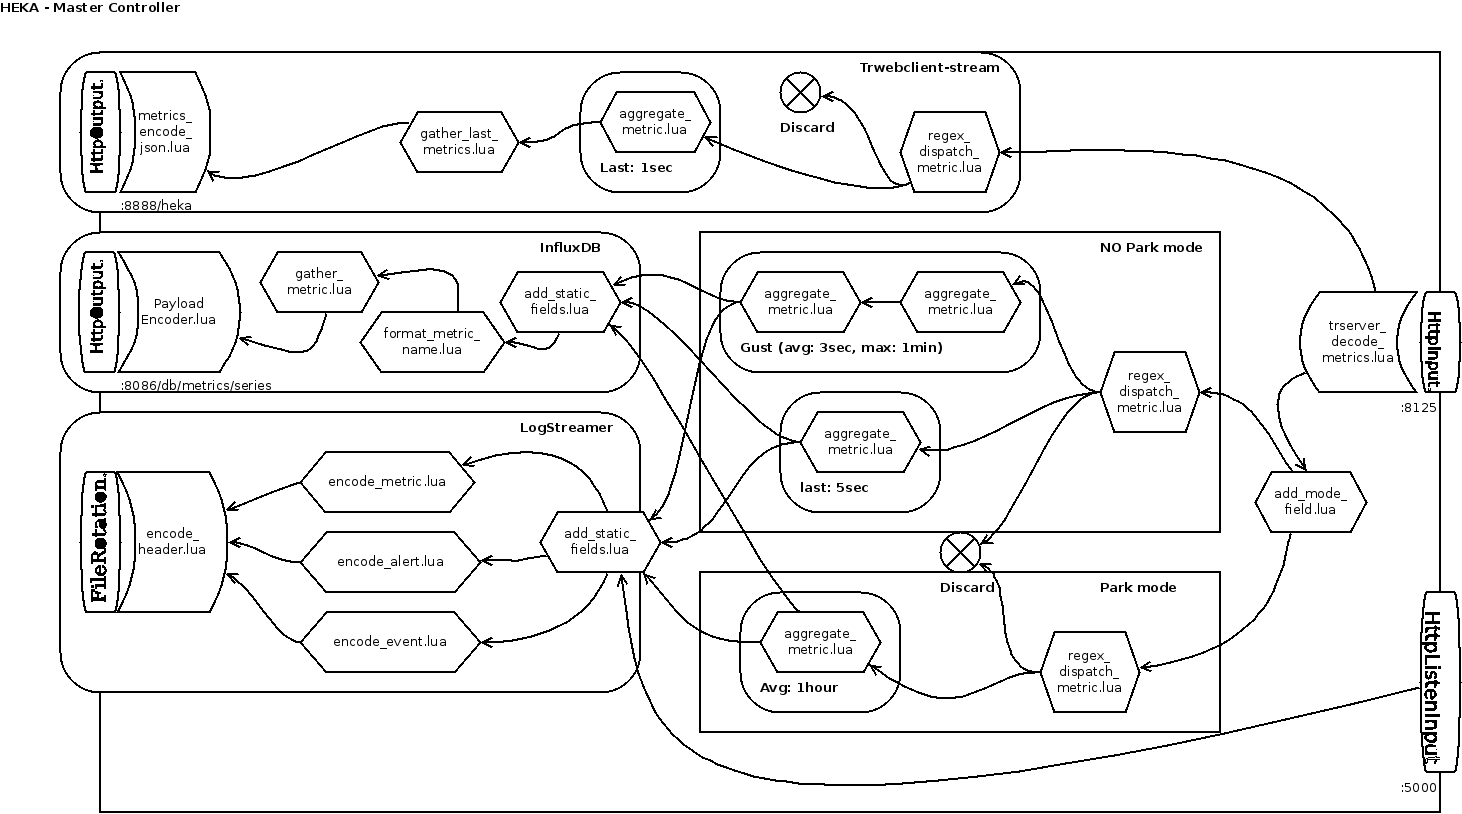 HEKA - Master Controller
Trwebclient-stream
HttpOutput.
metrics_
encode_
json.lua
:8888/heka
gather_last_
metrics.lua
aggregate_
metric.lua
Last: 1sec
Discard
regex_
dispatch_
metric.lua
InfluxDB
HttpOutput.
Payload
Encoder.lua
:8086/db/metrics/series
gather_
metric.lua
format_metric_
name.lua
add_static_
fields.lua
NO Park mode
aggregate_
metric.lua
aggregate_
metric.lua
Gust (avg: 3sec, max: 1min)
aggregate_
metric.lua
last: 5sec
regex_
dispatch_
metric.lua
trserver_
decode_
metrics.lua
HttpInput.
:8125
add_mode_
field.lua
LogStreamer
FileRotation.
encode_
header.lua
encode_metric.lua
encode_alert.lua
encode_event.lua
add_static_
fields.lua
Discard
Park mode
aggregate_
metric.lua
Avg: 1hour
regex_
dispatch_
metric.lua
HttpListenInput.
:5000